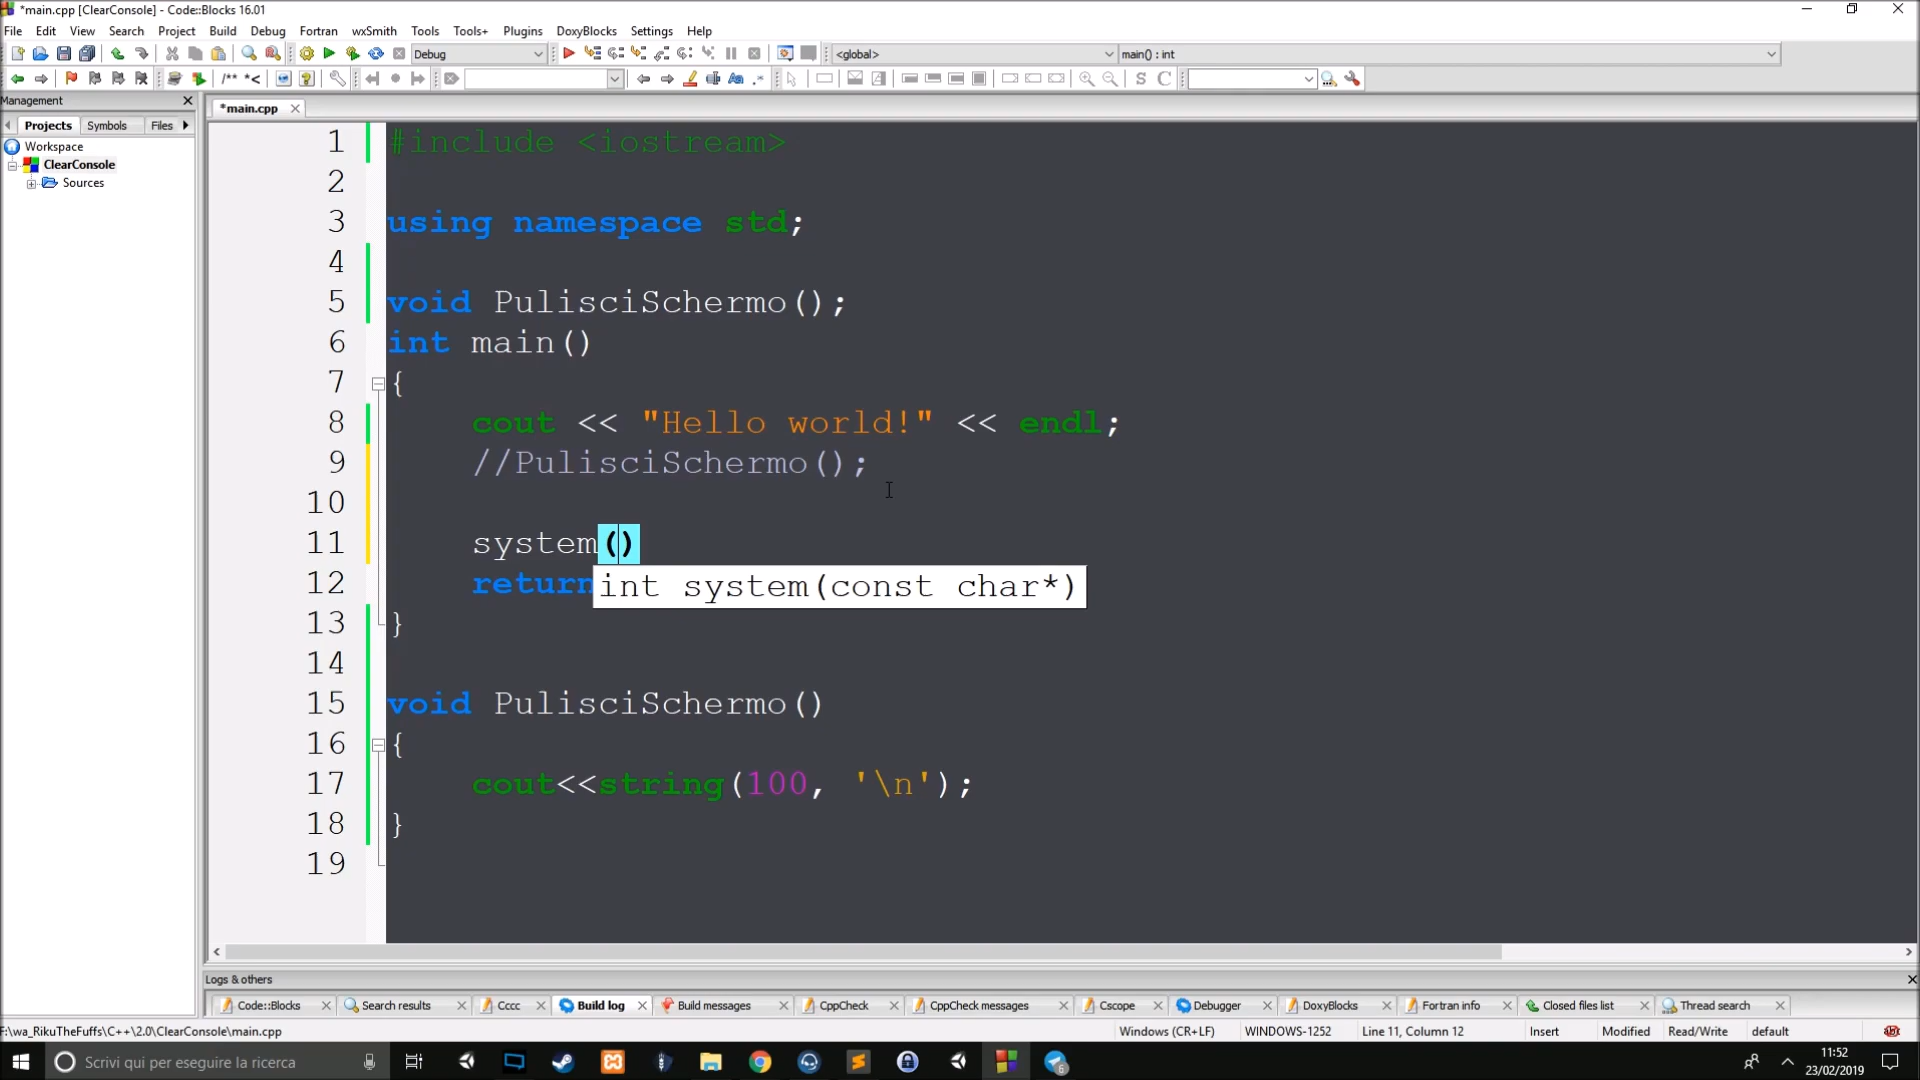 *main.cpp [ClearConsole] - Code::Blocks 16.01
File Edit View Search Project Build Debug Fortran wxSmith Tools Tools+ Plugins DoxyBlocks Settings Help
Debug <global> main() : int
/** *< Aa .* S C
Management
*main.cpp
Projects Symbols Files
Workspace
ClearConsole
Sources
1 #include <iostream>
2
3 using namespace std;
4
5 void PulisciSchermo();
6 int main()
7 {
8 cout << "Hello world!" << endl;
9 //PulisciSchermo();
10
11 system()
12 return int system(const char*)
13 }
14
15 void PulisciSchermo()
16 {
17 cout<<string(100, '\n');
18 }
19
Logs & others
Code::Blocks Search results Cccc Build log Build messages CppCheck CppCheck messages Cscope Debugger DoxyBlocks Fortran info Closed files list Thread search
F:\wa_RikuTheFuffs\C++\2.0\ClearConsole\main.cpp Windows (CR+LF) WINDOWS-1252 Line 11, Column 12 Insert Modified Read/Write default
Scrivi qui per eseguire la ricerca 6 11:52
23/02/2019